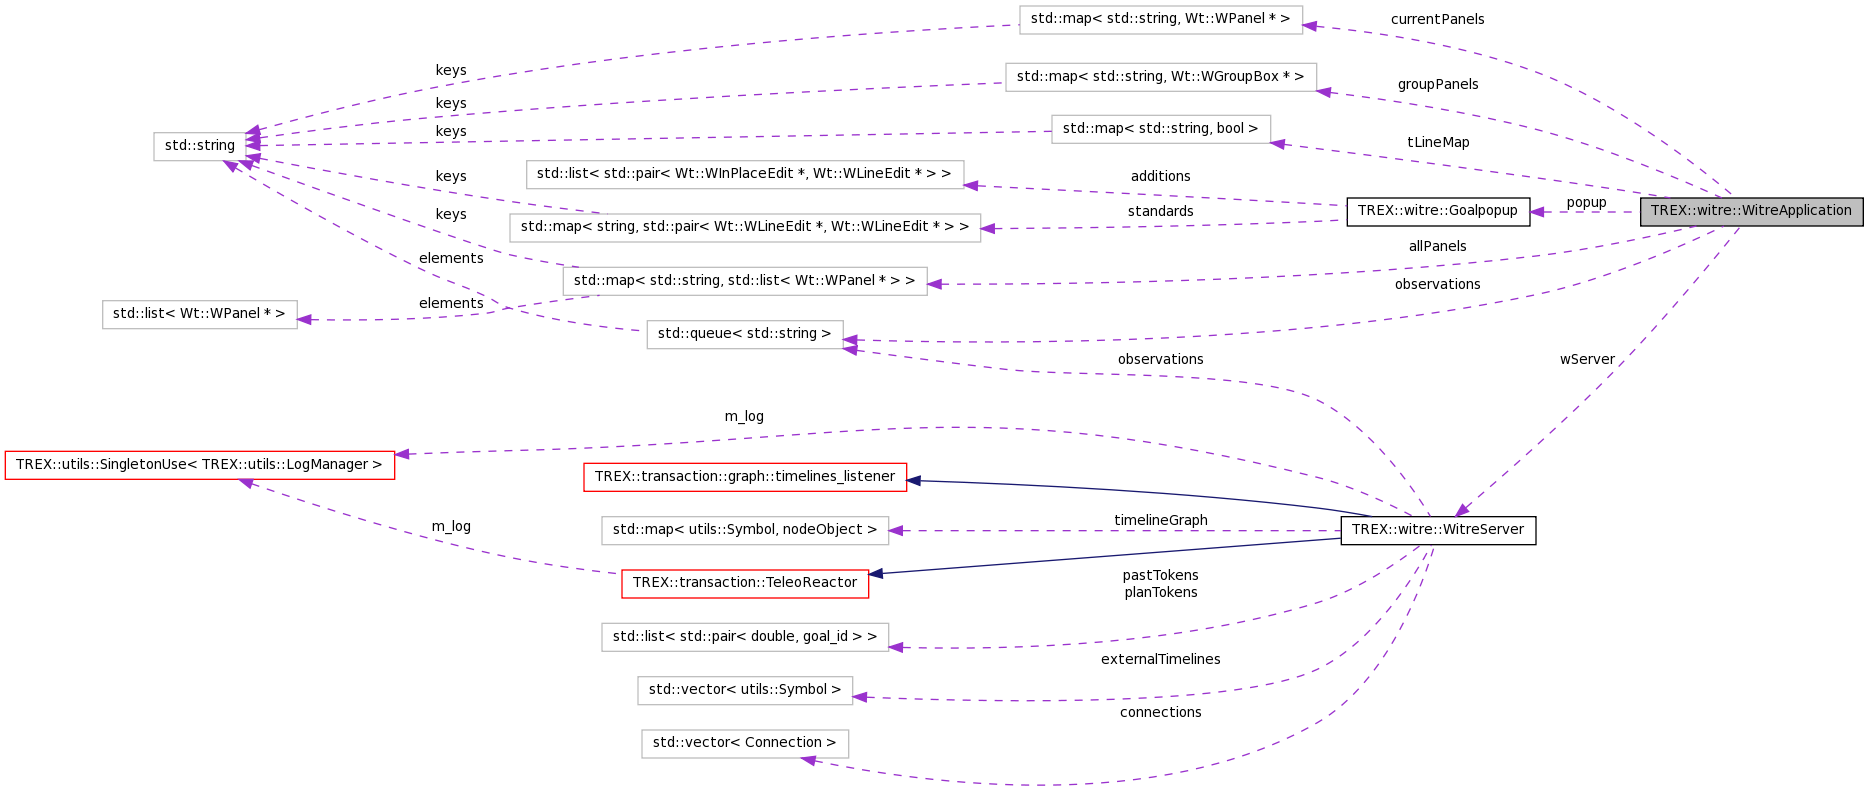 std::map< std::string, Wt::WPanel * >
currentPanels
keys
std::map< std::string, Wt::WGroupBox * >
groupPanels
keys
std::map< std::string, bool >
keys
tLineMap
std::string
std::list< std::pair< Wt::WInPlaceEdit *, Wt::WLineEdit * > >
additions
keys
TREX::witre::Goalpopup
popup
TREX::witre::WitreApplication
standards
keys
std::map< string, std::pair< Wt::WLineEdit *, Wt::WLineEdit * > >
allPanels
elements
std::map< std::string, std::list< Wt::WPanel * > >
observations
std::list< Wt::WPanel * >
elements
std::queue< std::string >
observations
wServer
m_log
TREX::utils::SingletonUse< TREX::utils::LogManager >
TREX::transaction::graph::timelines_listener
m_log
timelineGraph
std::map< utils::Symbol, nodeObject >
TREX::witre::WitreServer
TREX::transaction::TeleoReactor
pastTokens
planTokens
std::list< std::pair< double, goal_id > >
externalTimelines
std::vector< utils::Symbol >
connections
std::vector< Connection >